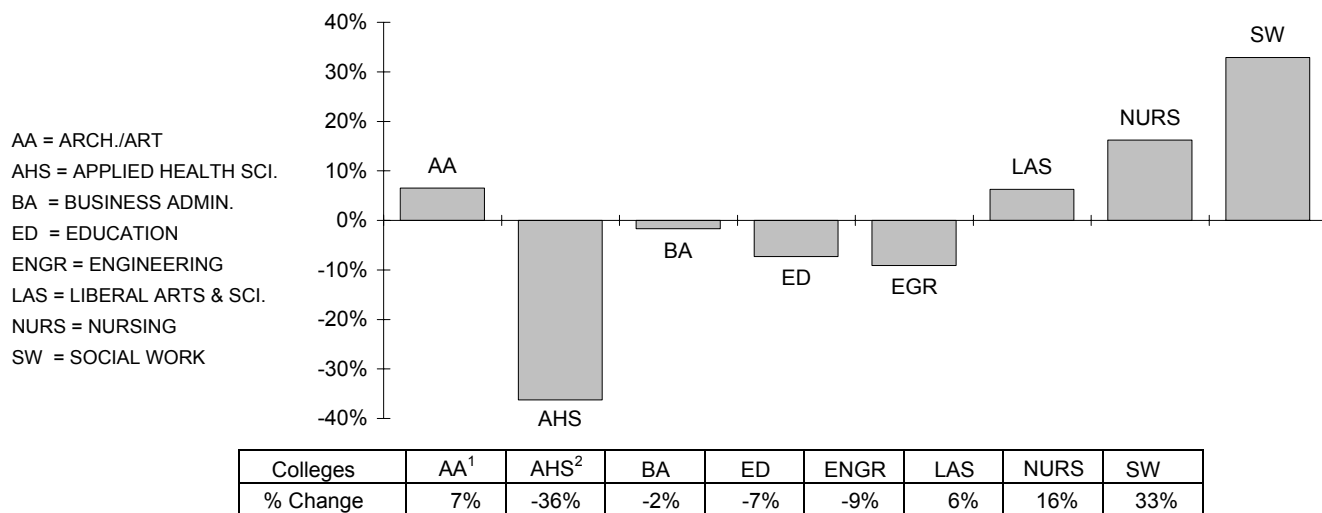 40%
30%
20%
10%
0%
-10%
-20%
-30%
-40%
AA = ARCH./ART
AHS = APPLIED HEALTH SCI.
BA = BUSINESS ADMIN.
ED = EDUCATION
ENGR = ENGINEERING
LAS = LIBERAL ARTS & SCI.
NURS = NURSING
SW = SOCIAL WORK
AA
AHS
BA
ED
EGR
LAS
NURS
SW
Colleges AA¹ AHS² BA ED ENGR LAS NURS SW
% Change 7% -36% -2% -7% -9% 6% 16% 33%